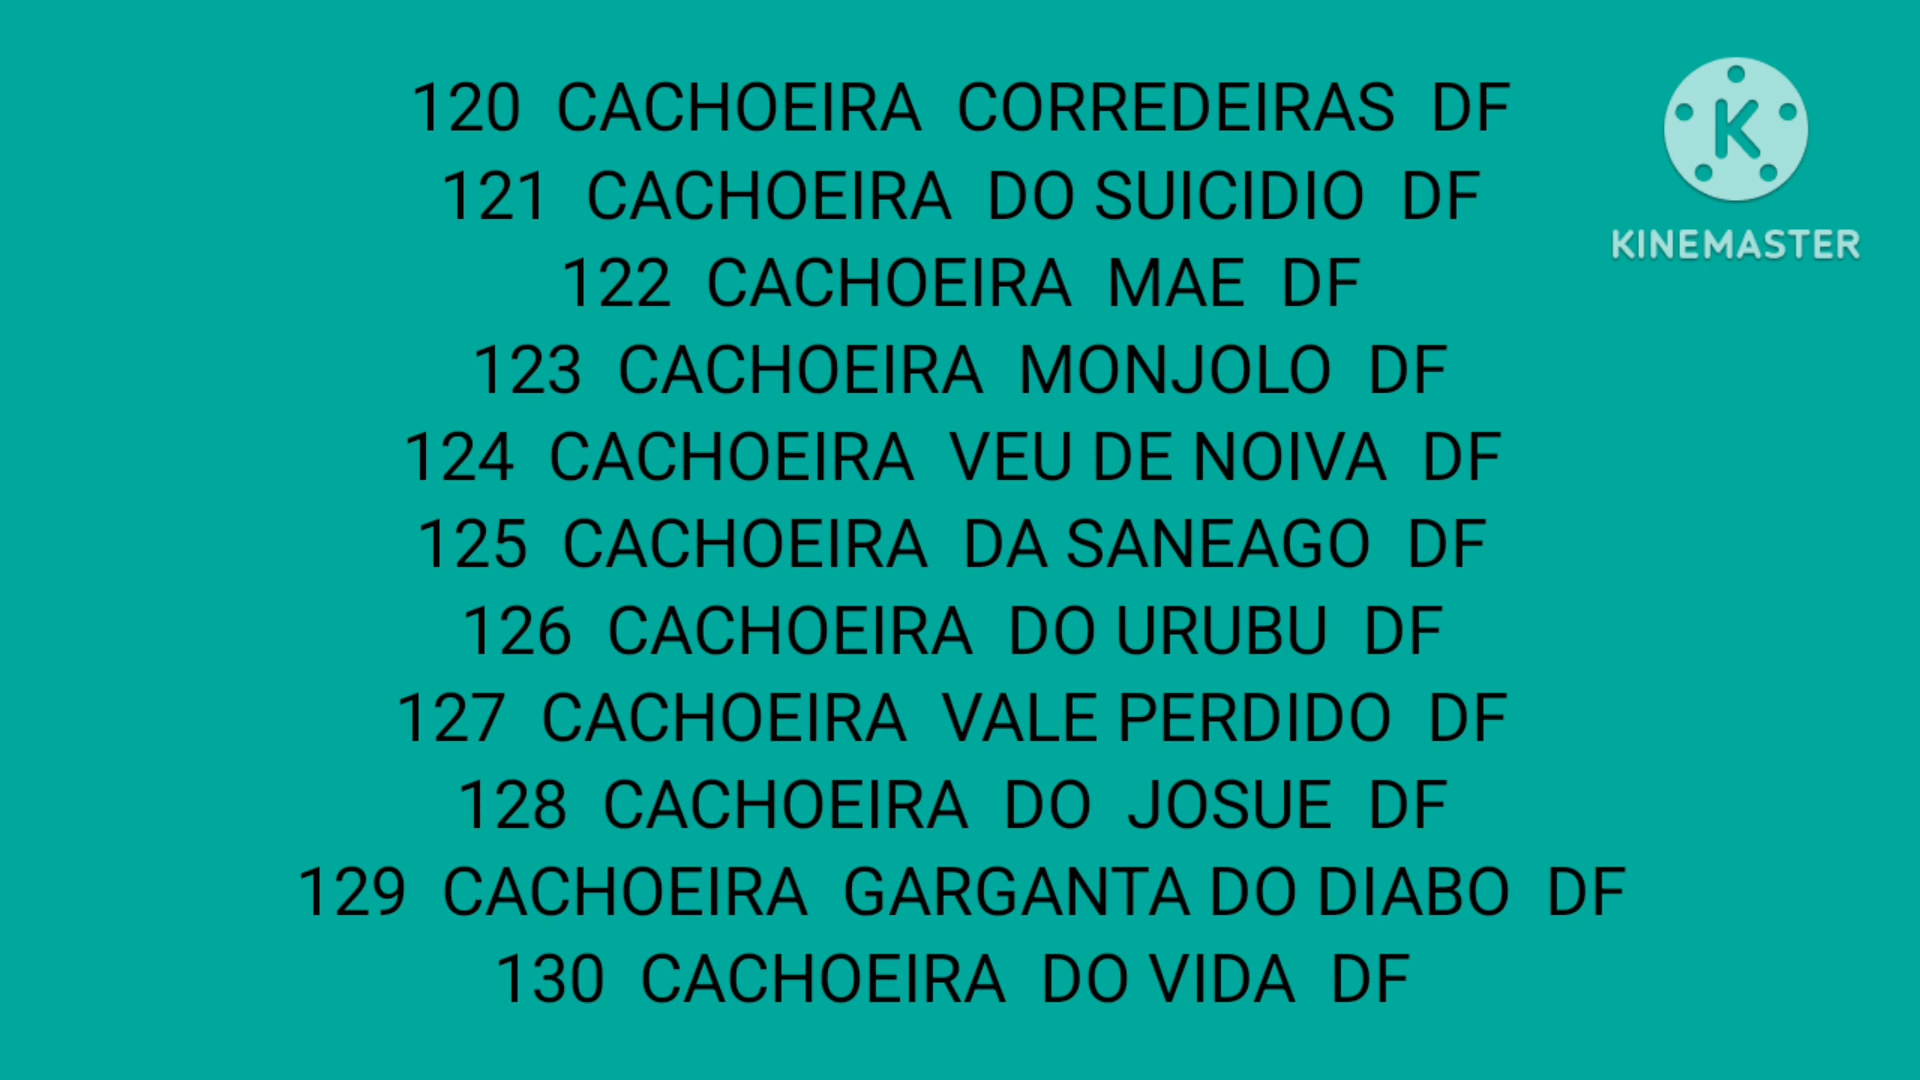 120 CACHOEIRA CORREDEIRAS DF
121 CACHOEIRA DO SUICIDIO DF
122 CACHOEIRA MAE DF
123 CACHOEIRA MONJOLO DF
124 CACHOEIRA VEU DE NOIVA DF
125 CACHOEIRA DA SANEAGO DF
126 CACHOEIRA DO URUBU DF
127 CACHOEIRA VALE PERDIDO DF
128 CACHOEIRA DO JOSUE DF
129 CACHOEIRA GARGANTA DO DIABO DF
130 CACHOEIRA DO VIDA DF
K
KINEMASTER